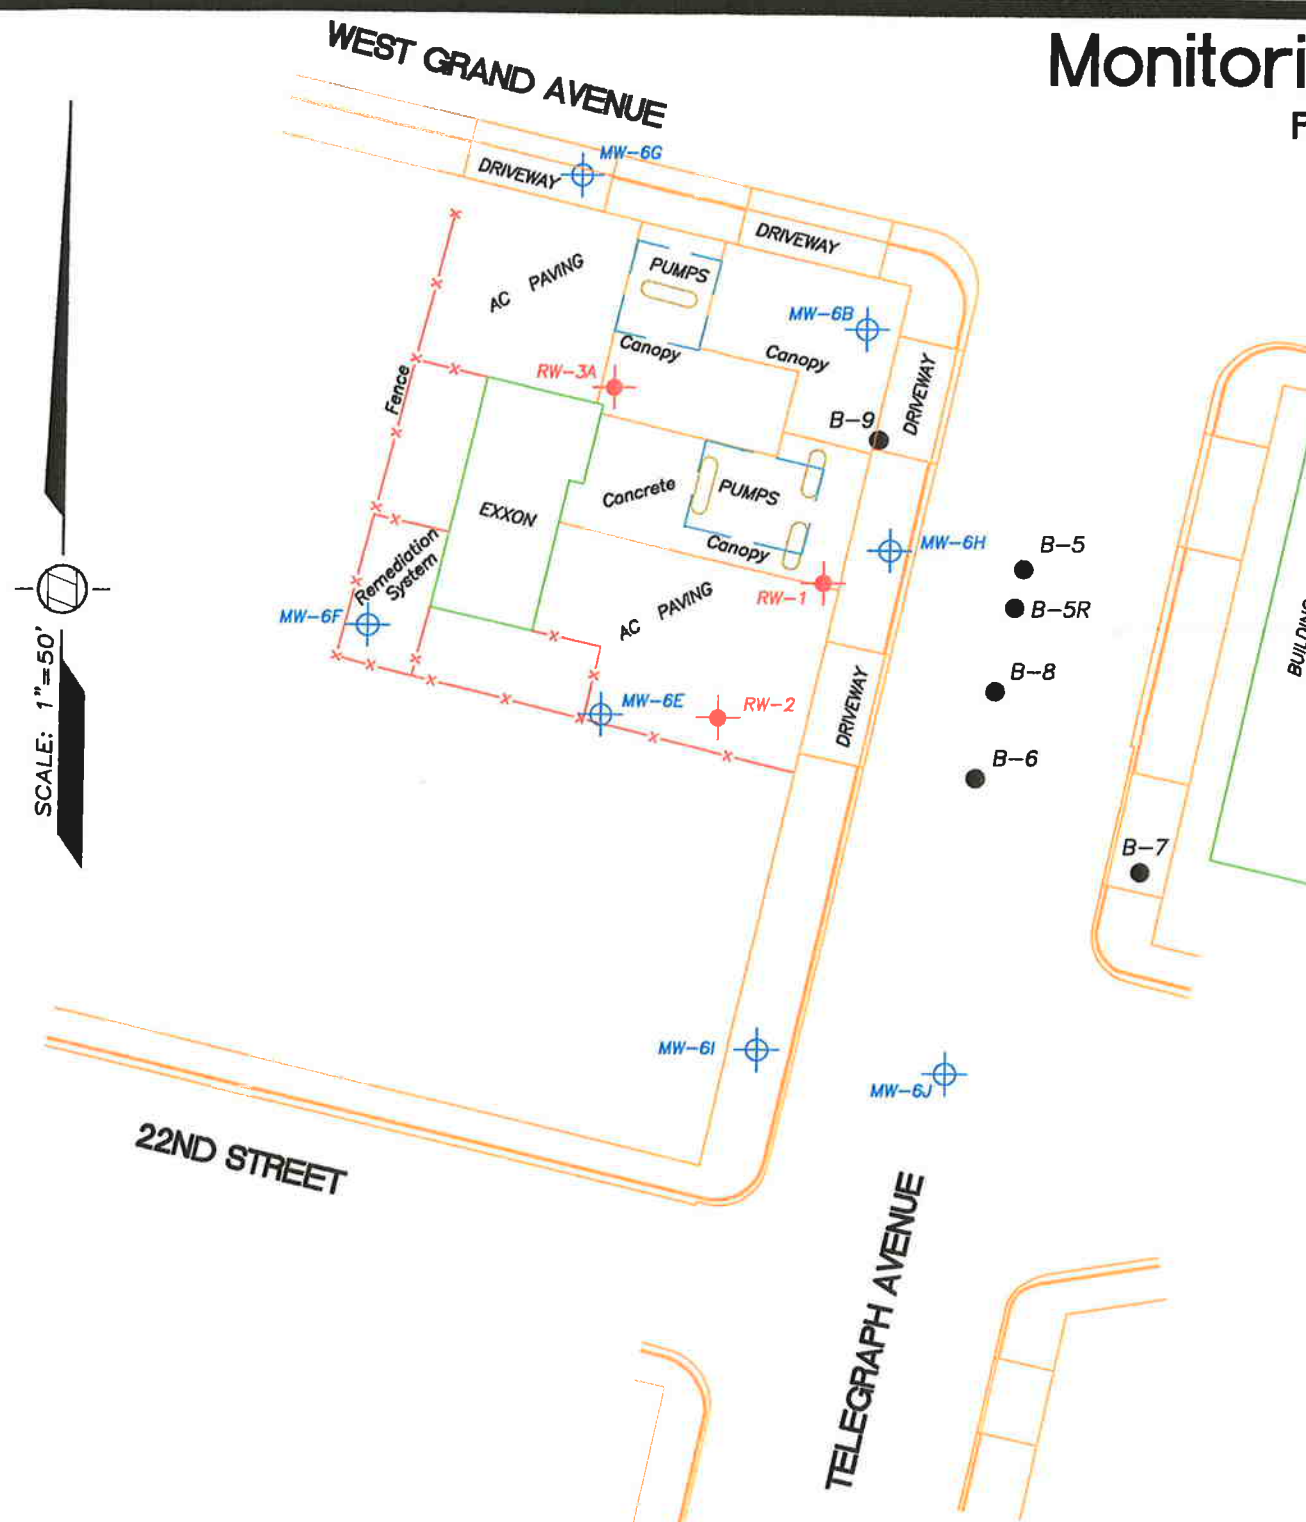 WEST GRAND AVENUE
Monitori
MW-6G
DRIVEWAY
DRIVEWAY
AC PAVING
PUMPS
MW-6B
Canopy
Canopy
RW-3A
Fence
DRIVEWAY
B-9
EXXON
Concrete
PUMPS
Canopy
MW-6H
B-5
B-5R
Remediation
System
MW-6F
AC PAVING
RW-1
SCALE: 1"=50'
B-8
MW-6E
RW-2
DRIVEWAY
B-6
BUILDING
B-7
MW-6I
MW-6J
22ND STREET
TELEGRAPH AVENUE